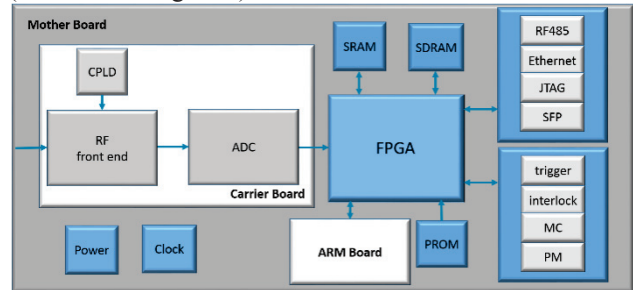 Mother Board
CPLD
RF
front end
ADC
Carrier Board
Power
Clock
SRAM
SDRAM
FPGA
ARM Board
PROM
RF485
Ethernet
JTAG
SFP
trigger
interlock
MC
PM